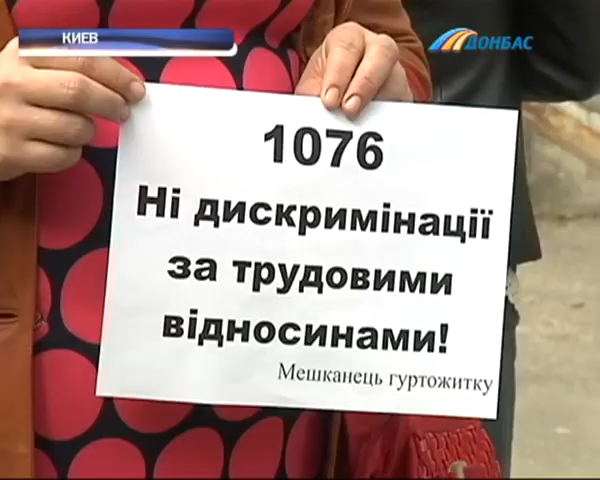 КИЕВ
ДОНБАС
1076
Ні дискримінації
за трудовими
відносинами!
Мешканець гуртожитку